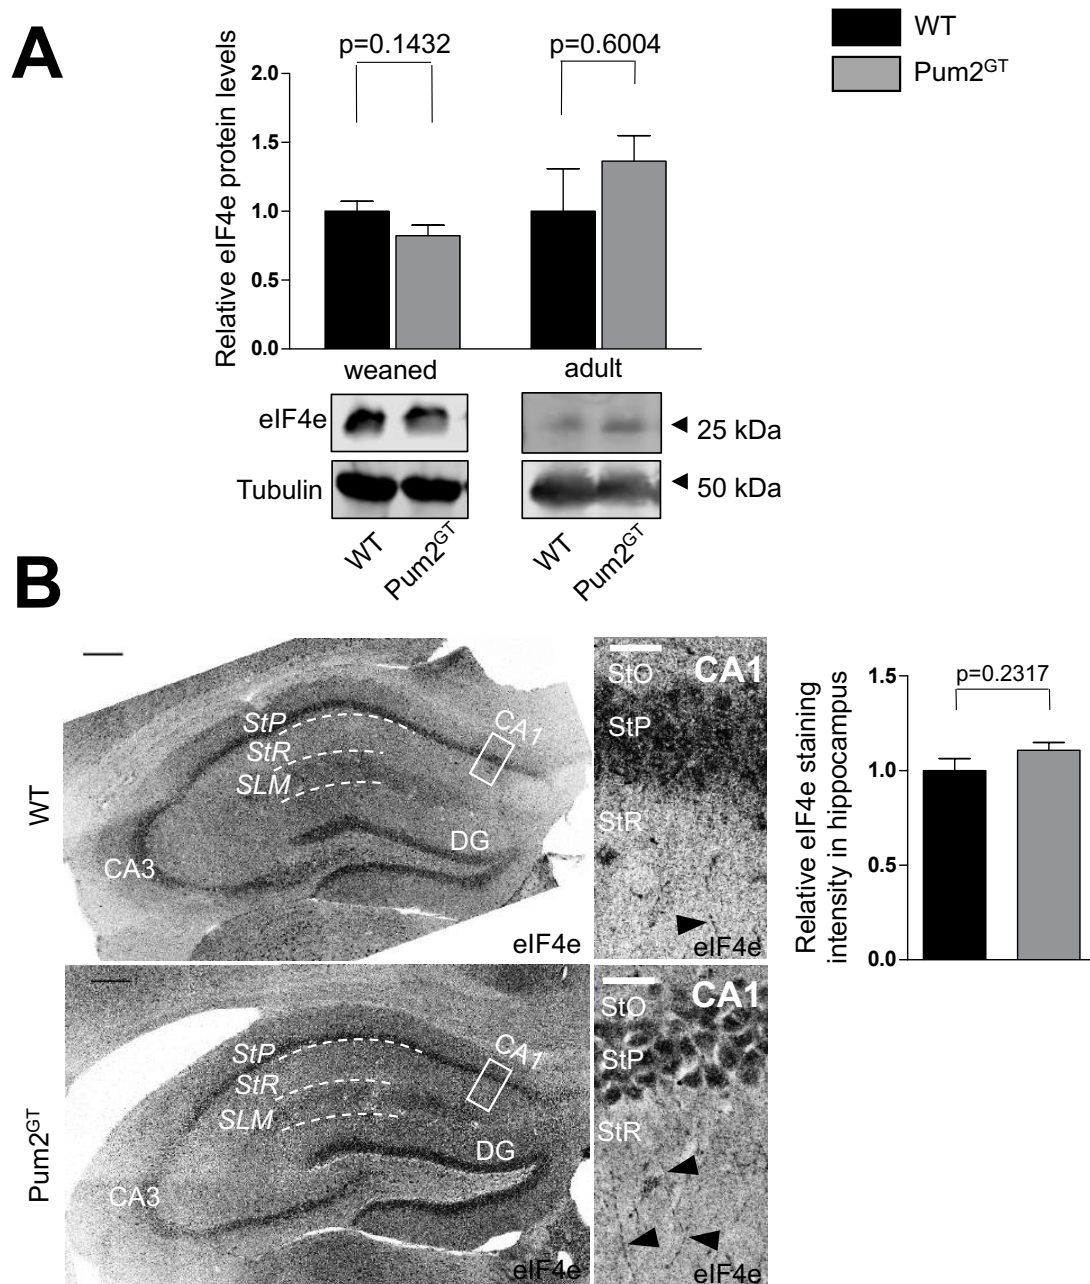 A
WT
Pum2GT
p=0.1432
p=0.6004
Relative eIF4e protein levels
2.0
1.5
1.0
0.5
0.0
weaned
adult
eIF4e
25 kDa
Tubulin
50 kDa
WT
Pum2GT
WT
Pum2GT
B
WT
StP
StR
SLM
CA1
CA3
DG
eIF4e
StO
CA1
StP
StR
eIF4e
Relative eIF4e staining
intensity in hippocampus
p=0.2317
1.5
1.0
0.5
0.0
Pum2GT
StP
StR
SLM
CA1
CA3
DG
eIF4e
StO
CA1
StP
StR
eIF4e